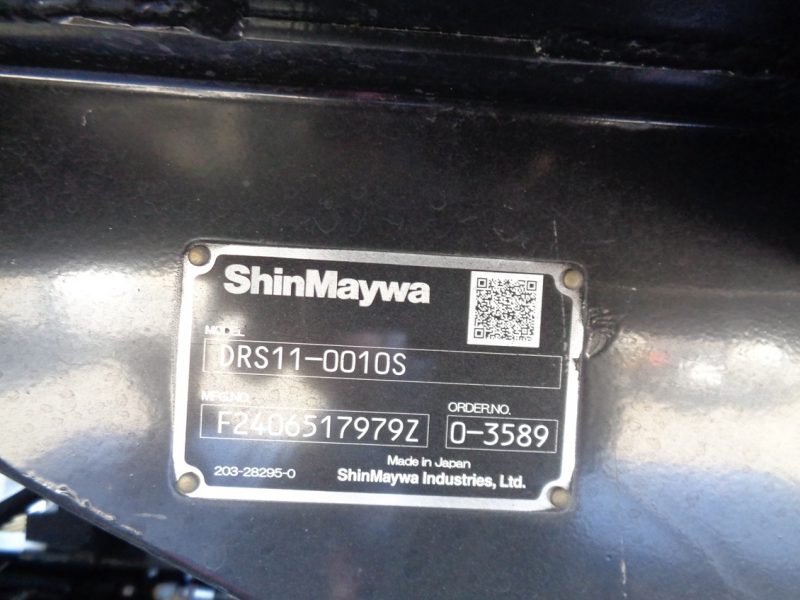 ShinMaywa
MODEL
DRS11-0010S
MFG.NO. ORDER.NO.
F2406517979Z 0-3589
Made in Japan
203-28295-0 ShinMaywa Industries, Ltd.